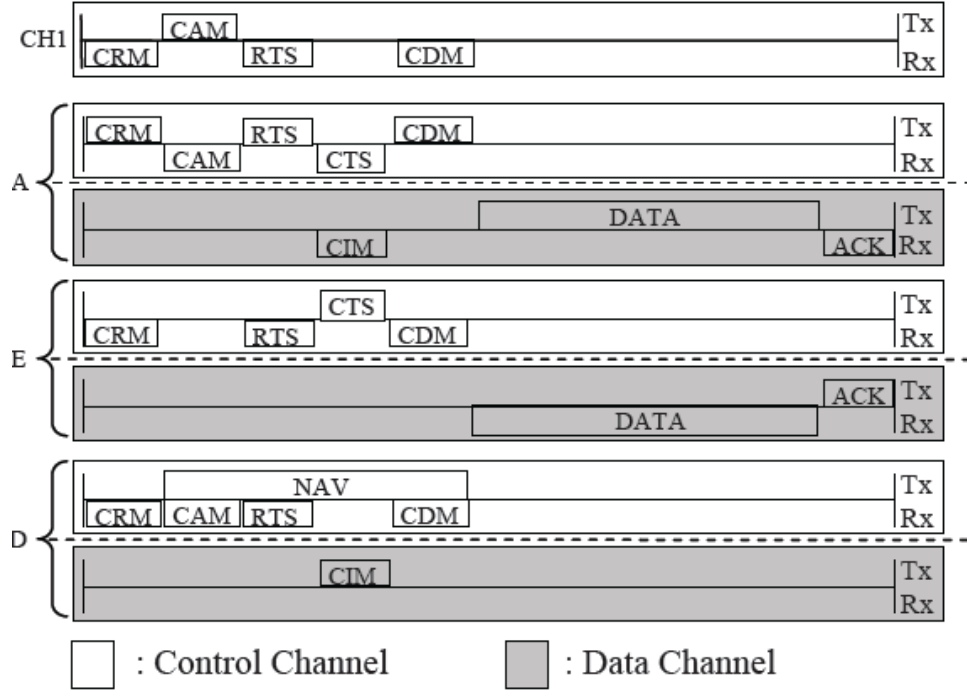 CAM Tx
CH1
CRM RTS CDM Rx
CRM RTS CDM Tx
CAM CTS Rx
A
DATA Tx
CIM ACK Rx
CTS Tx
CRM RTS CDM Rx
E
ACK Tx
DATA Rx
NAV Tx
CRM CAM RTS CDM Rx
D
CIM Tx
Rx
: Control Channel : Data Channel